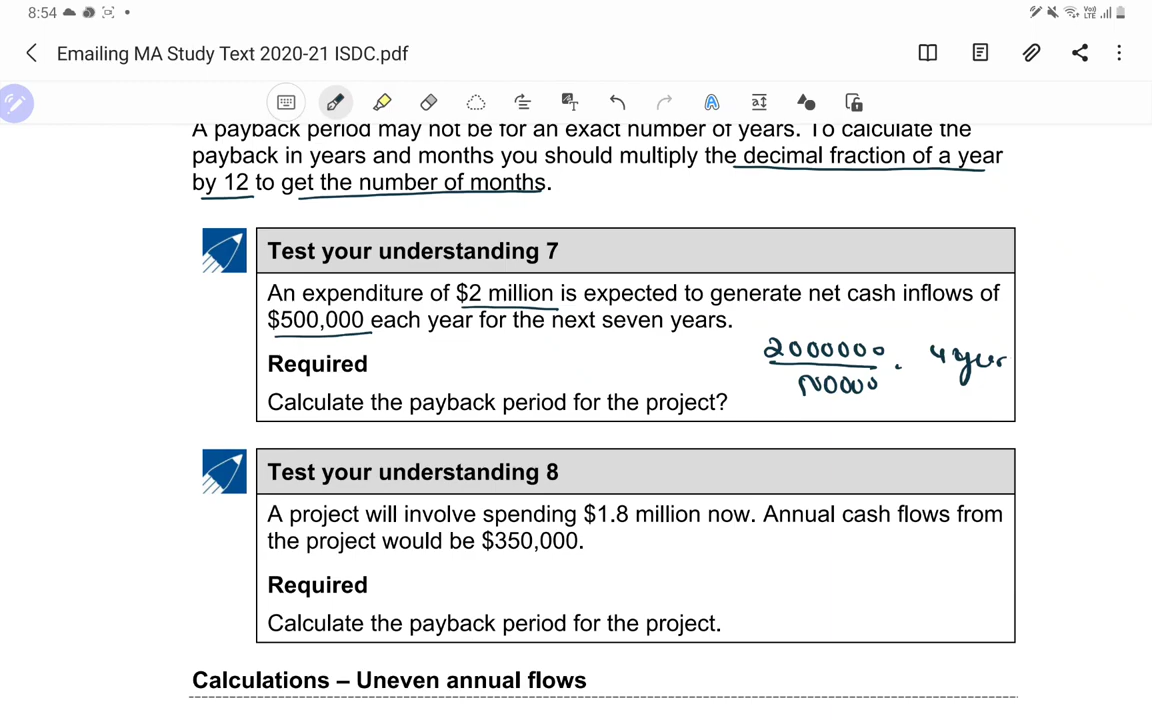 8:54
Vo)
LTE
Emailing MA Study Text 2020-21 ISDC.pdf
A payback period may not be for an exact number of years. To calculate the
payback in years and months you should multiply the decimal fraction of a year
by 12 to get the number of months.
Test your understanding 7
An expenditure of $2 million is expected to generate net cash inflows of
$500,000 each year for the next seven years.
2000000
4 year
Required
Calculate the payback period for the project?
Test your understanding 8
A project will involve spending $1.8 million now. Annual cash flows from
the project would be $350,000.
Required
Calculate the payback period for the project.
Calculations – Uneven annual flows